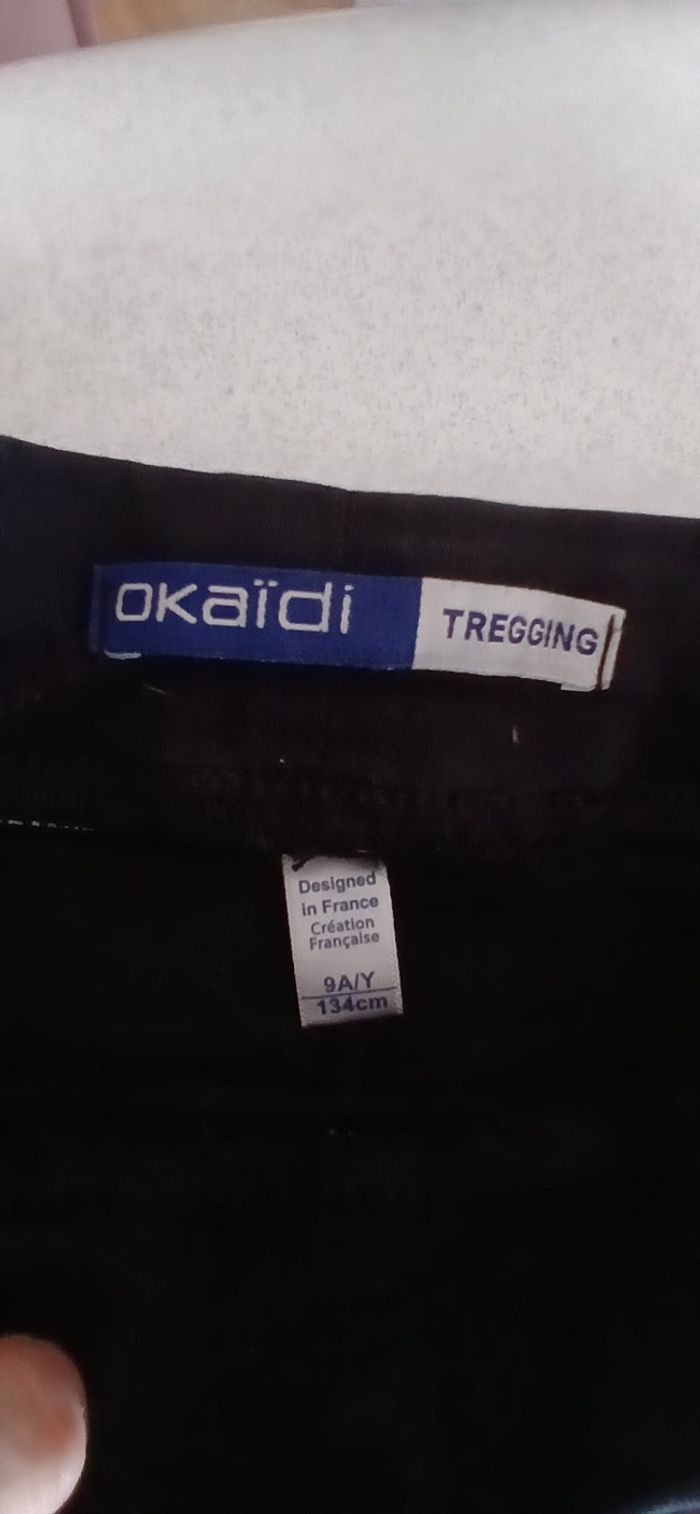 OKaïdi TREGGING
Designed
in France
Création
Française
9A/Y
134cm